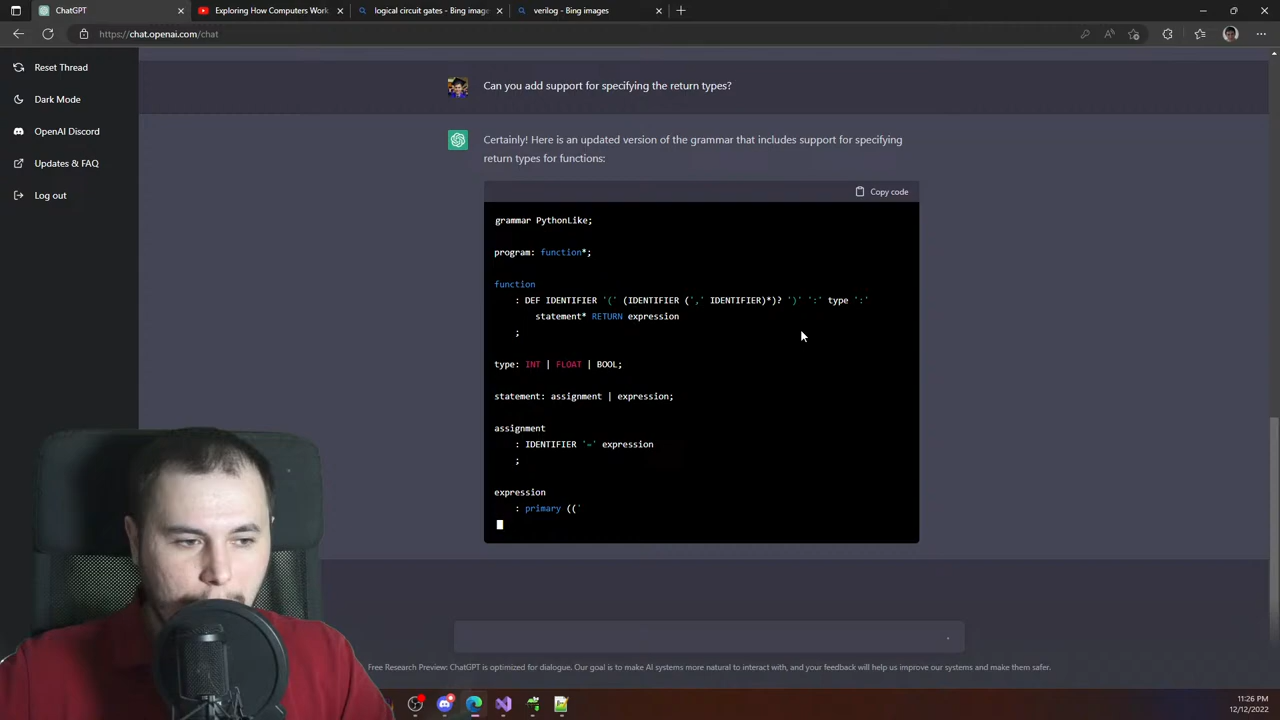 ChatGPT
Exploring How Computers Work
logical circuit gates - Bing images
verilog - Bing images
https://chat.openai.com/chat
Reset Thread
Dark Mode
OpenAI Discord
Updates & FAQ
Log out
Can you add support for specifying the return types?
Certainly! Here is an updated version of the grammar that includes support for specifying
return types for functions:
Copy code
grammar PythonLike;
program: function*;
function
: DEF IDENTIFIER '(' (IDENTIFIER (',' IDENTIFIER)*)? ')' ':' type ':'
statement* RETURN expression
;
type: INT | FLOAT | BOOL;
statement: assignment | expression;
assignment
: IDENTIFIER '=' expression
;
expression
: primary (('
Free Research Preview: ChatGPT is optimized for dialogue. Our goal is to make AI systems more natural to interact with, and your feedback will help us improve our systems and make them safer.
11:26 PM
12/12/2022